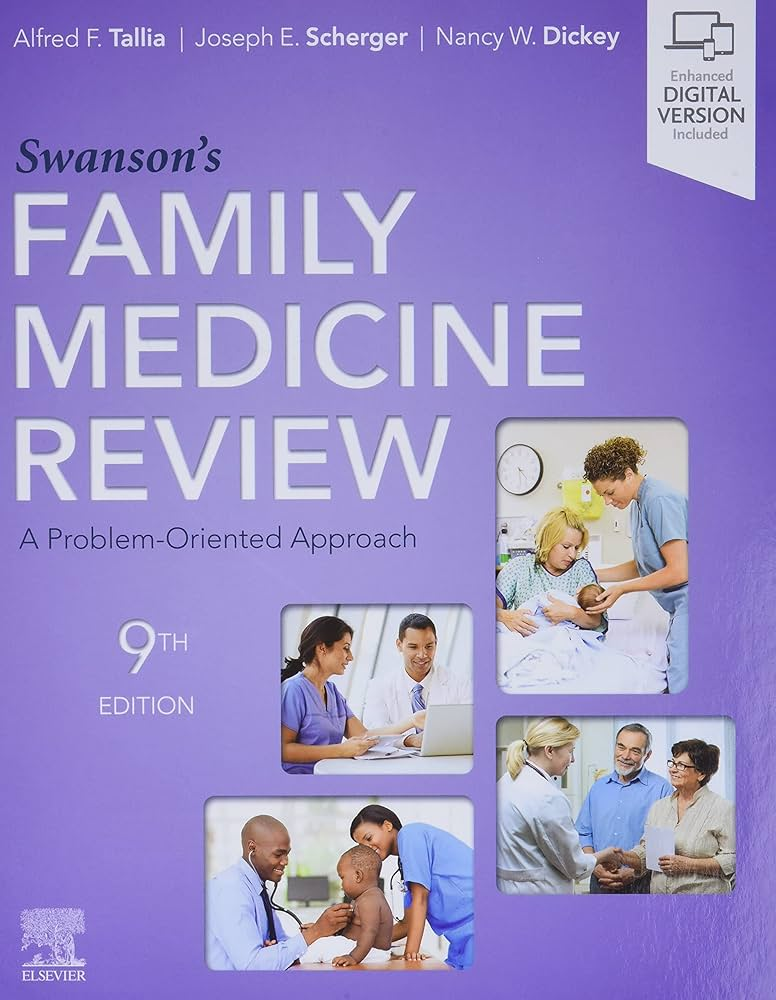 Alfred F. Tallia | Joseph E. Scherger | Nancy W. Dickey
Enhanced
DIGITAL
VERSION
Included
Swanson's
FAMILY
MEDICINE
REVIEW
A Problem-Oriented Approach
9TH
EDITION
ELSEVIER